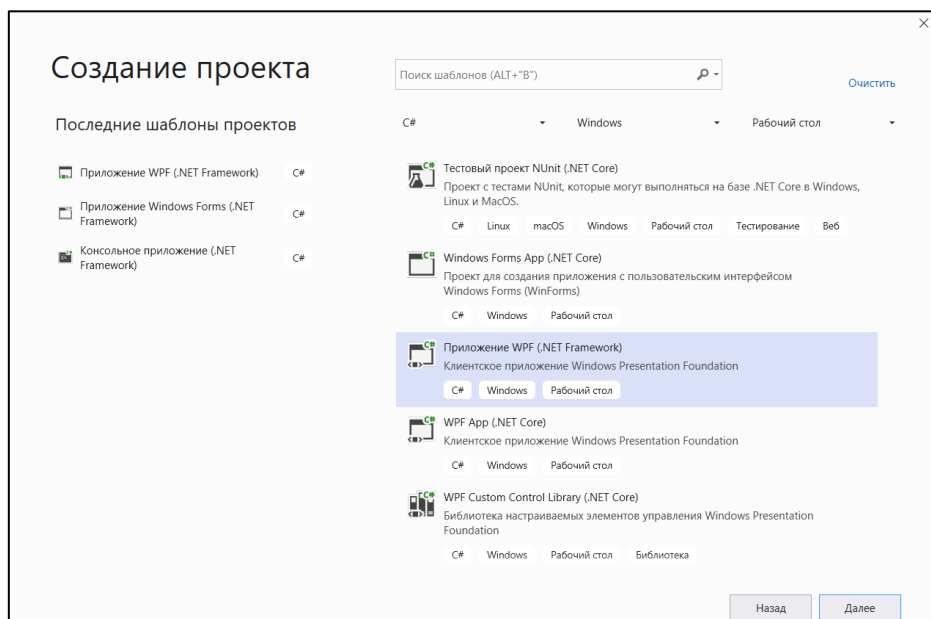 Создание проекта
Поиск шаблонов (ALT+"В")
Очистить
Последние шаблоны проектов
C#
Windows
Рабочий стол
Приложение WPF (.NET Framework)
C#
Приложение Windows Forms (.NET
Framework)
C#
Консольное приложение (.NET
Framework)
C#
Тестовый проект NUnit (.NET Core)
Проект с тестами NUnit, которые могут выполняться на базе .NET Core в Windows,
Linux и MacOS.
C# Linux macOS Windows Рабочий стол Тестирование Веб
Windows Forms App (.NET Core)
Проект для создания приложения с пользовательским интерфейсом
Windows Forms (WinForms)
C# Windows Рабочий стол
Приложение WPF (.NET Framework)
Клиентское приложение Windows Presentation Foundation
C# Windows Рабочий стол
WPF App (.NET Core)
Клиентское приложение Windows Presentation Foundation
C# Windows Рабочий стол
WPF Custom Control Library (.NET Core)
Библиотека настраиваемых элементов управления Windows Presentation
Foundation
C# Windows Рабочий стол Библиотека
Назад
Далее